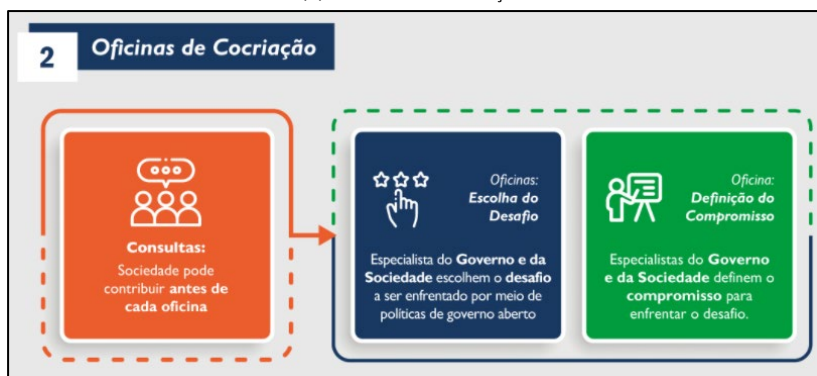 2
Oficinas de Cocriação
Consultas:
Sociedade pode
contribuir antes de
cada oficina
Oficinas:
Escolha do
Desafio
Especialista do Governo e da
Sociedade escolhem o desafio
a ser enfrentado por meio de
políticas de governo aberto
Oficina:
Definição do
Compromisso
Especialistas do Governo
e da Sociedade definem o
compromisso para
enfrentar o desafio.